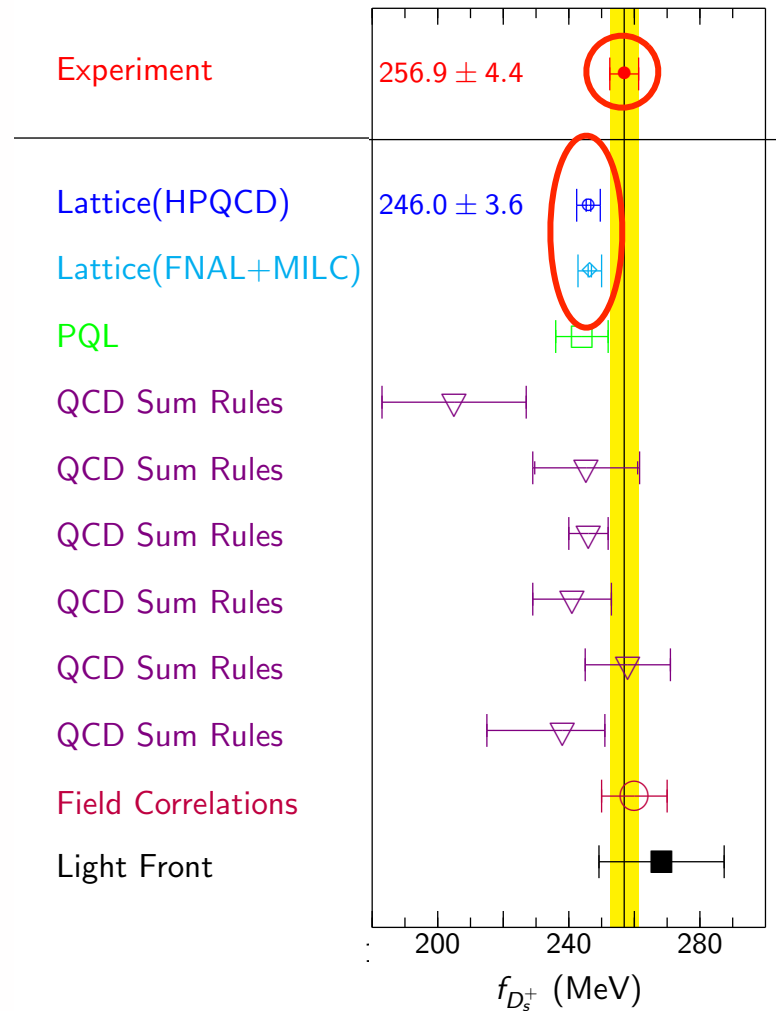 Experiment 256.9 ± 4.4
Lattice(HPQCD) 246.0 ± 3.6
Lattice(FNAL+MILC)
PQL
QCD Sum Rules
QCD Sum Rules
QCD Sum Rules
QCD Sum Rules
QCD Sum Rules
QCD Sum Rules
Field Correlations
Light Front
200 240 280
f_{D_s^+} (MeV)